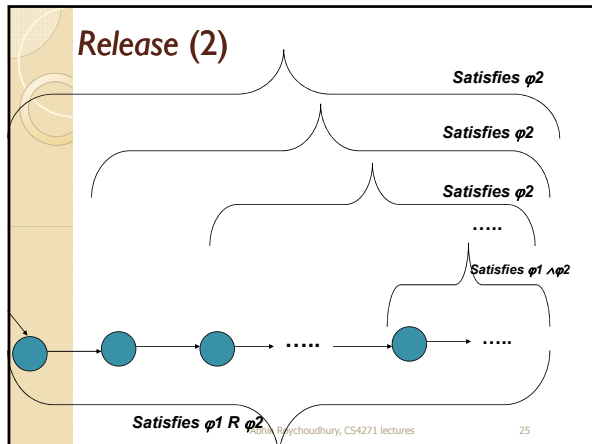 Release (2)
Satisfies φ2
Satisfies φ2
Satisfies φ2
.....
Satisfies φ1 ∧φ2
.....
.....
Satisfies φ1 R φ2
Abhik Roychoudhury, CS4271 lectures
25